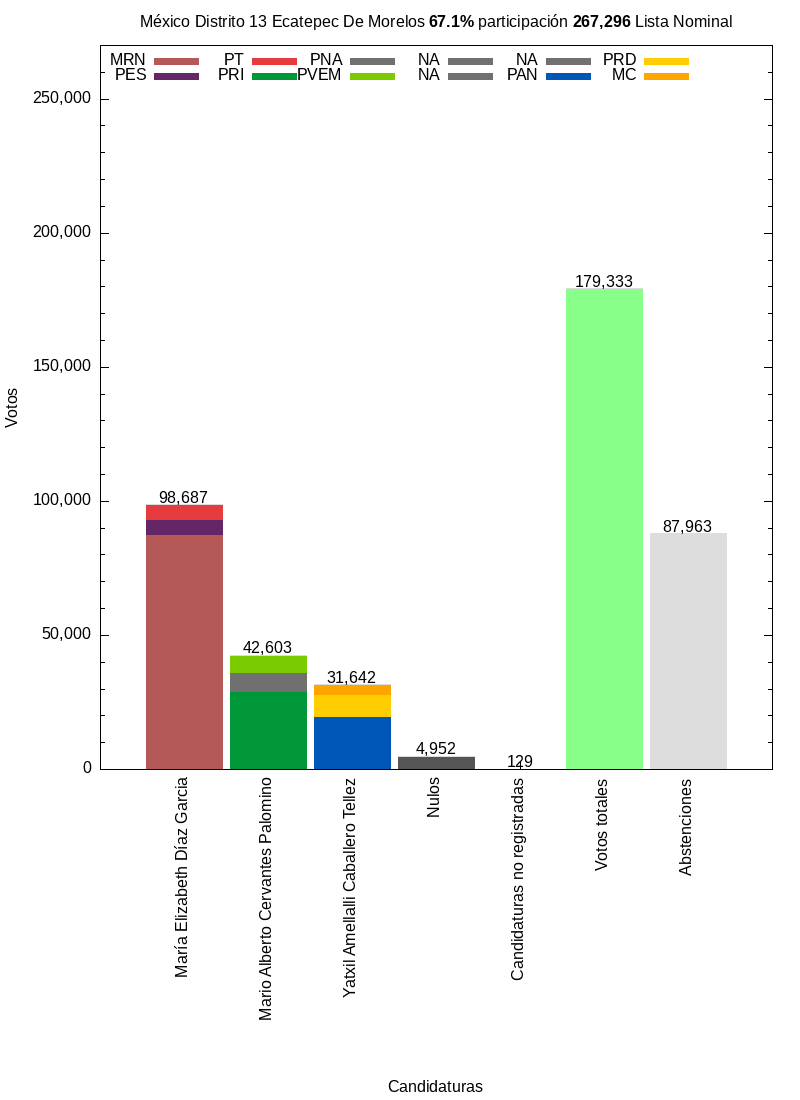 México Distrito 13 Ecatepec De Morelos 67.1% participación 267,296 Lista Nominal
MRN PT PNA NA NA PRD
PES PRI PVEM NA PAN MC
250,000
200,000
150,000
100,000
50,000
0
Votos
98,687
42,603
31,642
4,952
129
179,333
87,963
María Elizabeth Díaz Garcia
Mario Alberto Cervantes Palomino
Yatxil Amellalli Caballero Tellez
Nulos
Candidaturas no registradas
Votos totales
Abstenciones
Candidaturas